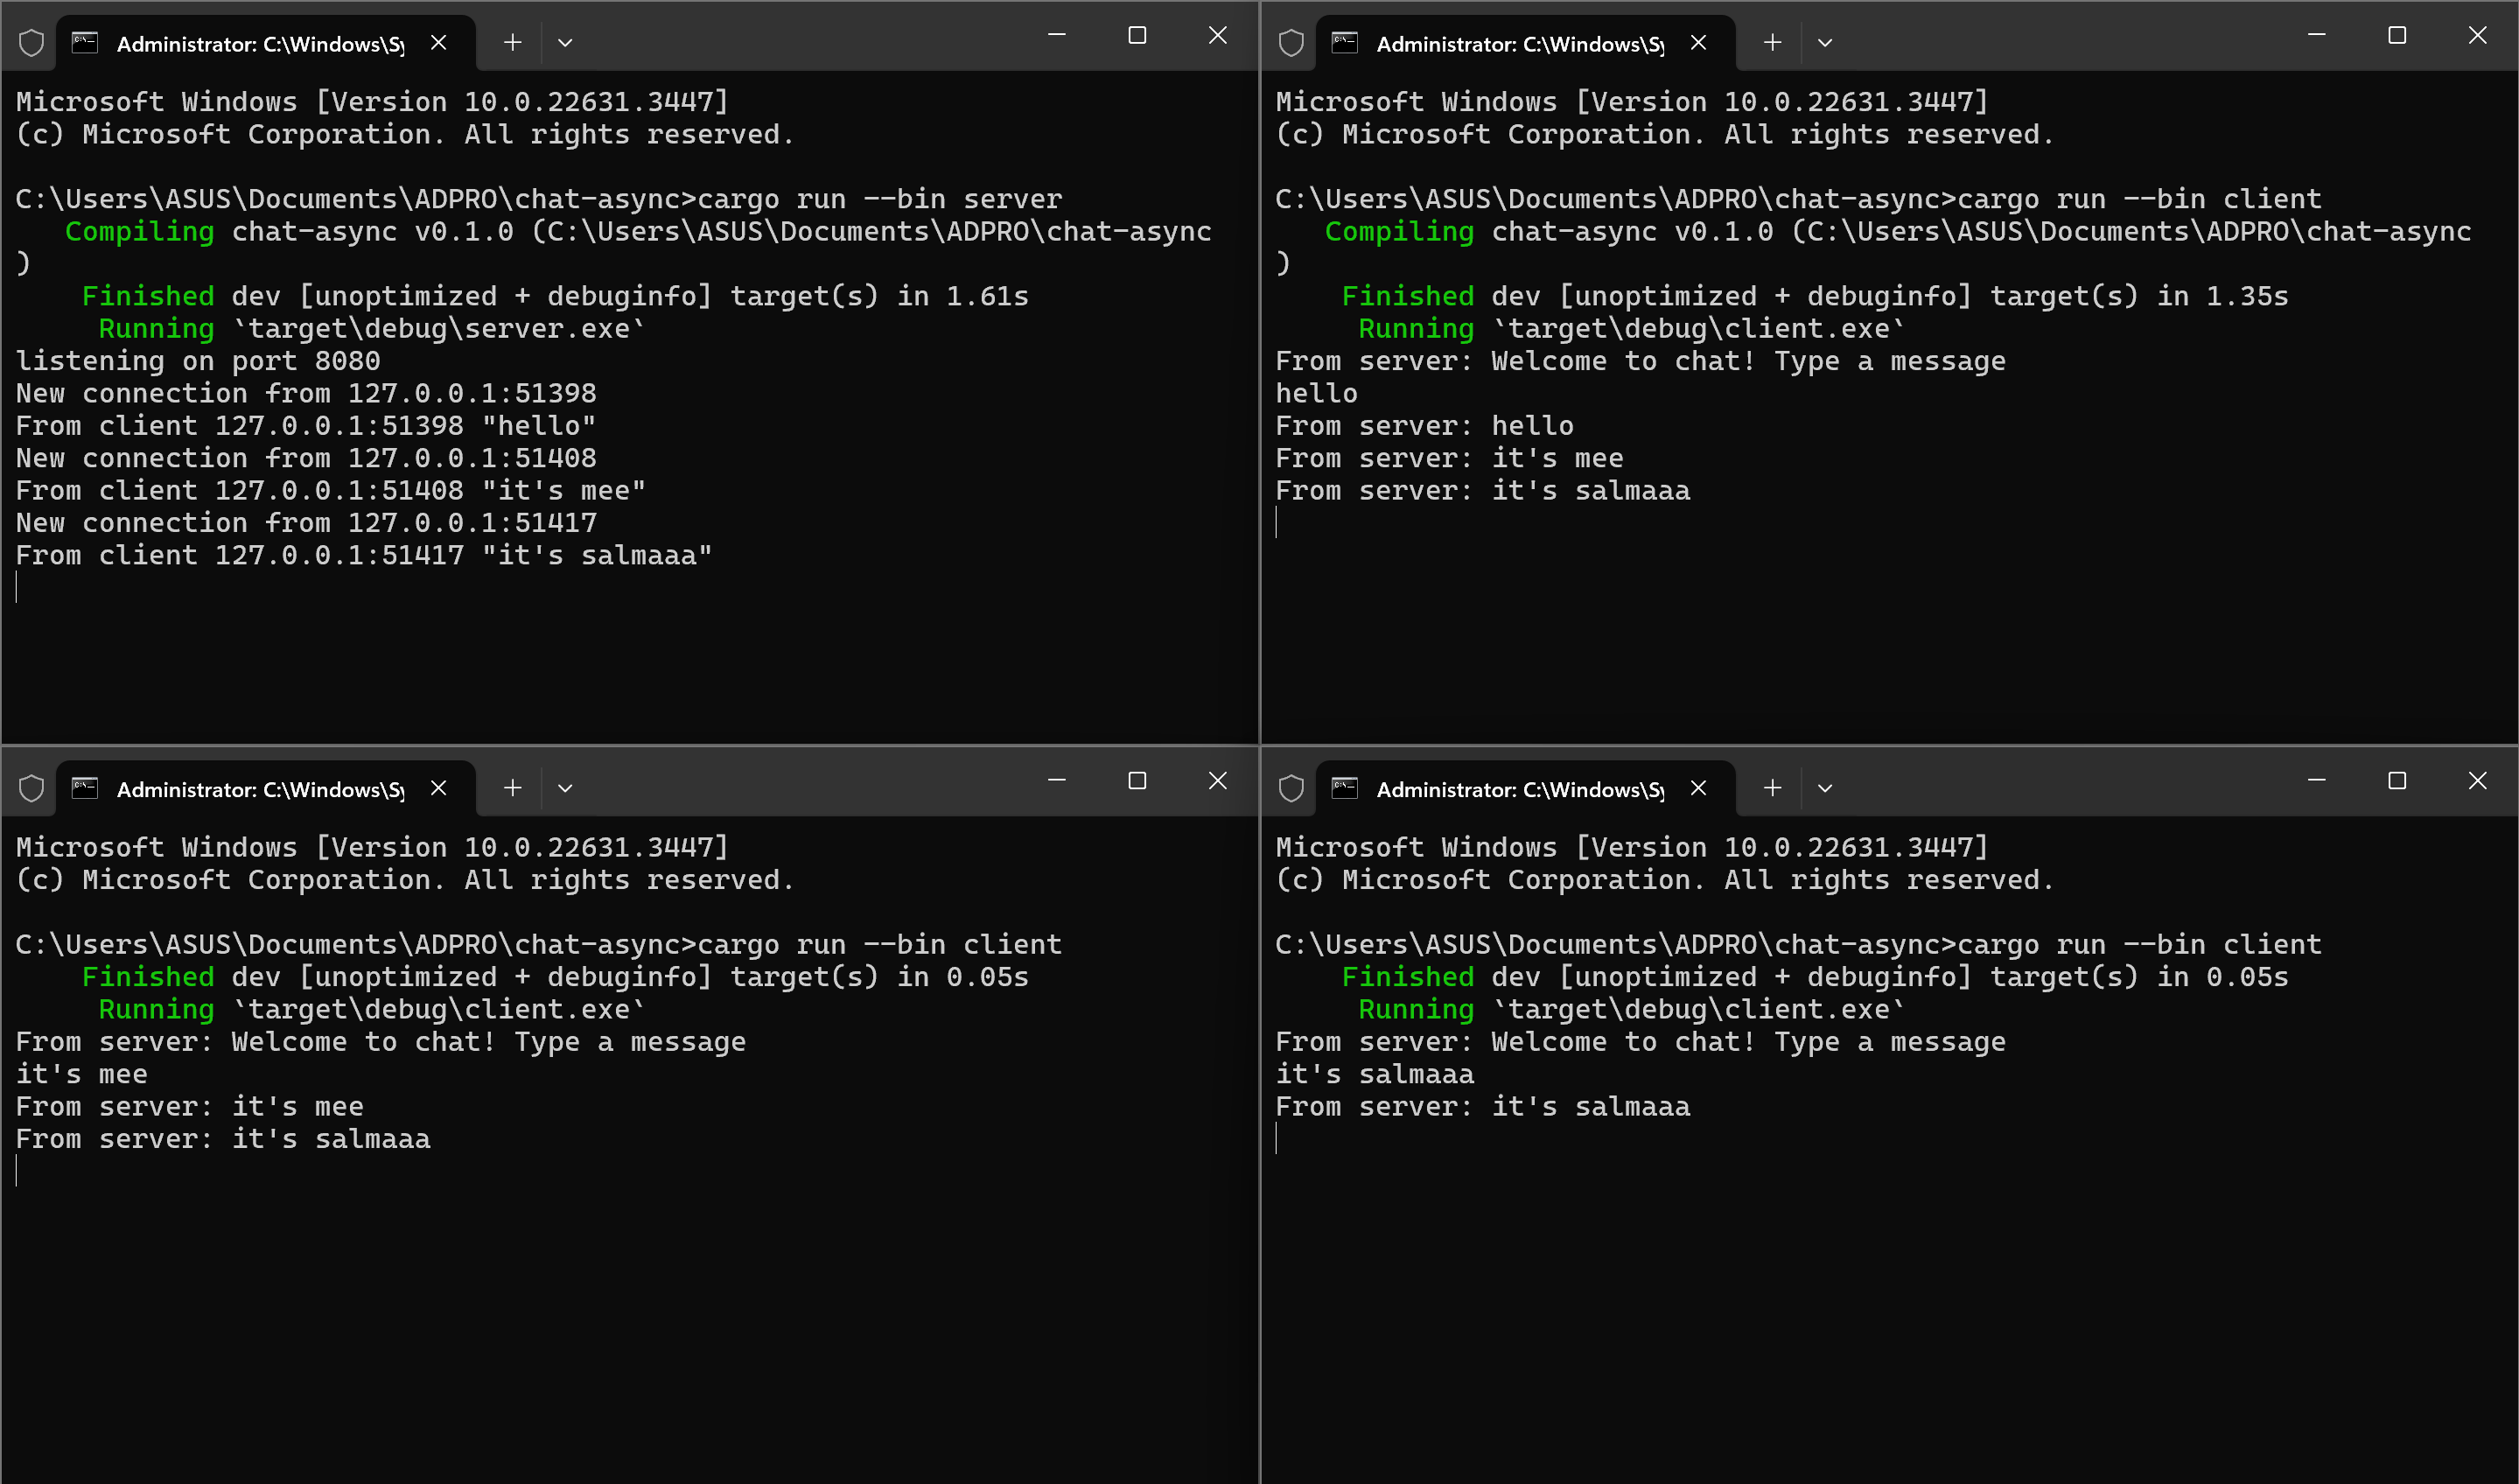 Administrator: C:\Windows\Sy
Microsoft Windows [Version 10.0.22631.3447]
(c) Microsoft Corporation. All rights reserved.
C:\Users\ASUS\Documents\ADPRO\chat-async>cargo run --bin server
Compiling chat-async v0.1.0 (C:\Users\ASUS\Documents\ADPRO\chat-async
)
Finished dev [unoptimized + debuginfo] target(s) in 1.61s
Running `target\debug\server.exe`
listening on port 8080
New connection from 127.0.0.1:51398
From client 127.0.0.1:51398 "hello"
New connection from 127.0.0.1:51408
From client 127.0.0.1:51408 "it's mee"
New connection from 127.0.0.1:51417
From client 127.0.0.1:51417 "it's salmaaa"
Administrator: C:\Windows\Sy
Microsoft Windows [Version 10.0.22631.3447]
(c) Microsoft Corporation. All rights reserved.
C:\Users\ASUS\Documents\ADPRO\chat-async>cargo run --bin client
Compiling chat-async v0.1.0 (C:\Users\ASUS\Documents\ADPRO\chat-async
)
Finished dev [unoptimized + debuginfo] target(s) in 1.35s
Running `target\debug\client.exe`
From server: Welcome to chat! Type a message
hello
From server: hello
From server: it's mee
From server: it's salmaaa
Administrator: C:\Windows\Sy
Microsoft Windows [Version 10.0.22631.3447]
(c) Microsoft Corporation. All rights reserved.
C:\Users\ASUS\Documents\ADPRO\chat-async>cargo run --bin client
Finished dev [unoptimized + debuginfo] target(s) in 0.05s
Running `target\debug\client.exe`
From server: Welcome to chat! Type a message
it's mee
From server: it's mee
From server: it's salmaaa
Administrator: C:\Windows\Sy
Microsoft Windows [Version 10.0.22631.3447]
(c) Microsoft Corporation. All rights reserved.
C:\Users\ASUS\Documents\ADPRO\chat-async>cargo run --bin client
Finished dev [unoptimized + debuginfo] target(s) in 0.05s
Running `target\debug\client.exe`
From server: Welcome to chat! Type a message
it's salmaaa
From server: it's salmaaa